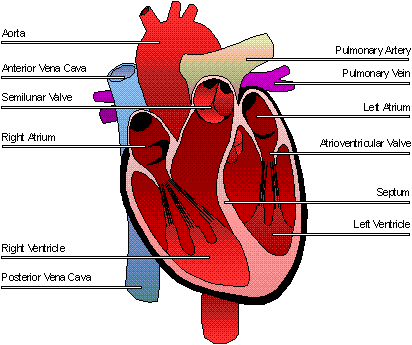 Aorta
Anterior Vena Cava
Semilunar Valve
Right Atrium
Right Ventricle
Posterior Vena Cava
Pulmonary Artery
Pulmonary Vein
Left Atrium
Atrioventricular Valve
Septum
Left Ventricle